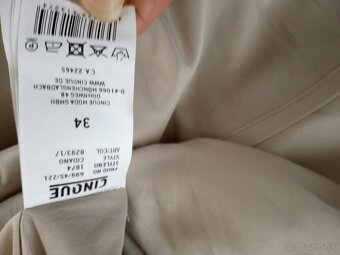 CINQUE
PROD NO. 699/45/221
STYLENO 1874
STYLE CIDANO
ART/COL 8293/17
34
CINQUE MODA GMBH
DOHRWEG 48
D-41066 MÖNCHENGLADBACH
WWW.CINQUE.DE
CA 22465